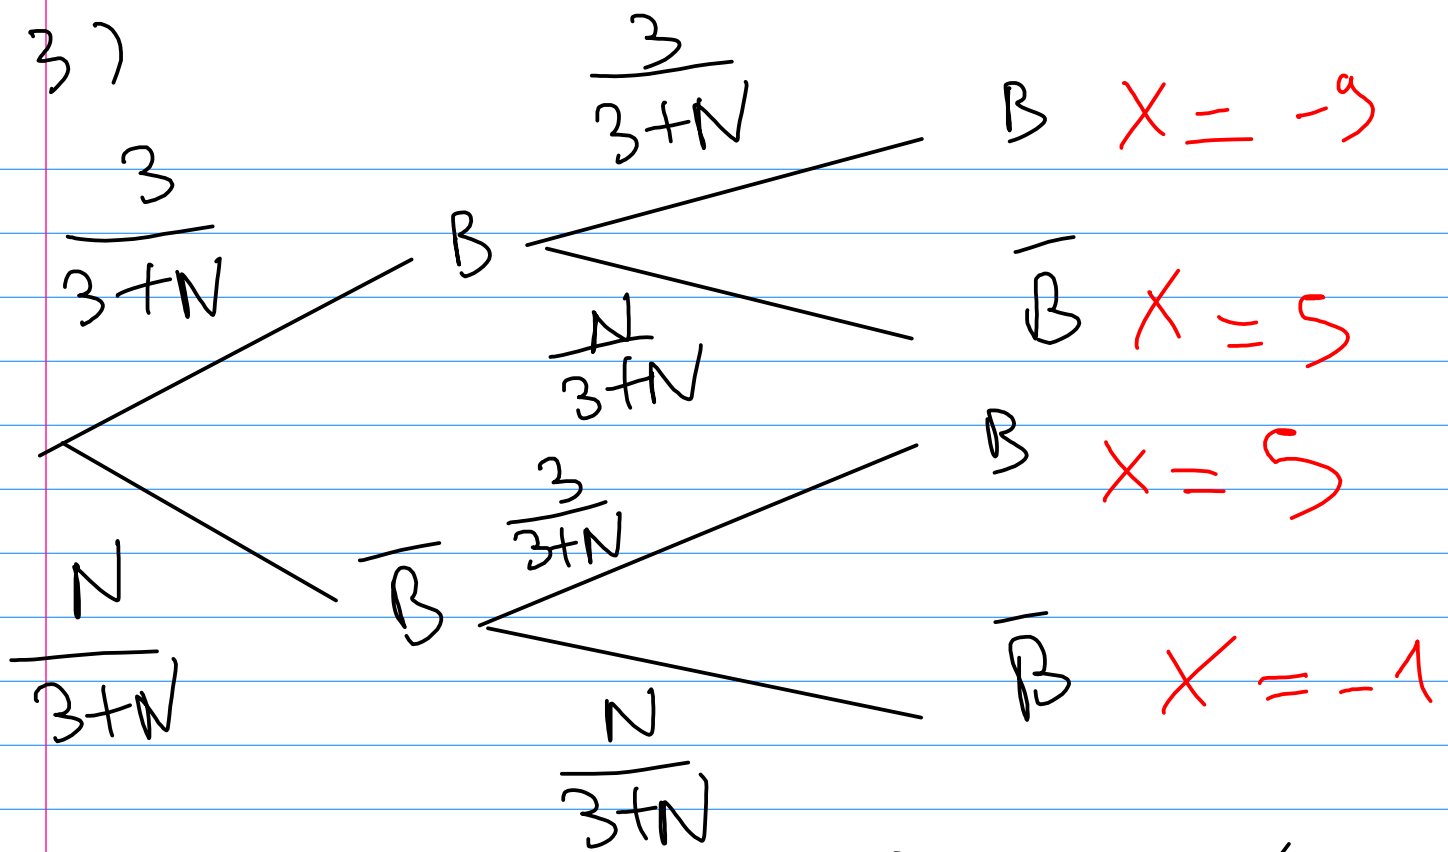 3)
3/(3+N)
B
3/(3+N)
B X = -9
N/(3+N)
B̅ X = 5
N/(3+N)
B̅
3/(3+N)
B X = 5
N/(3+N)
B̅ X = -1